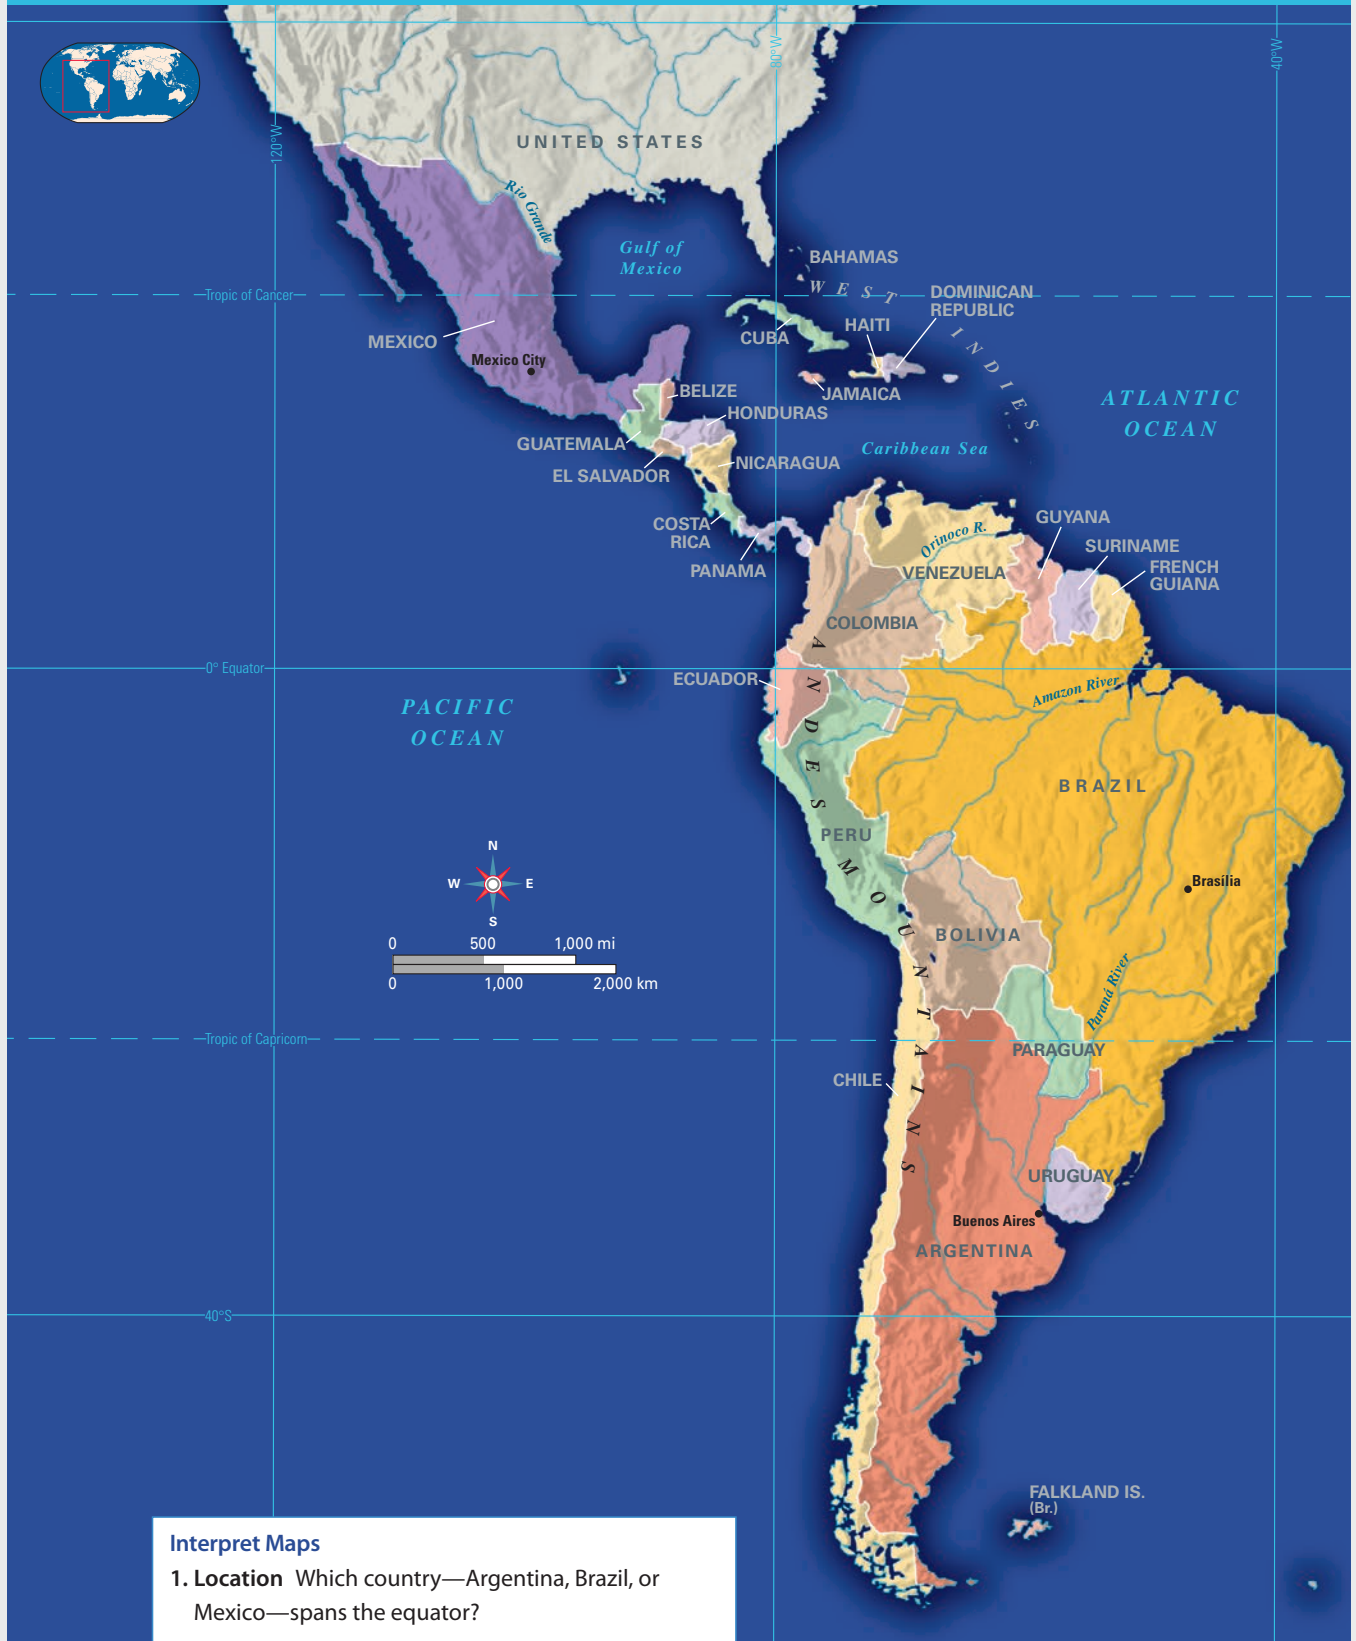 80°W
40°W
120°W
UNITED STATES
Rio Grande
Gulf of
Mexico
BAHAMAS
Tropic of Cancer
WEST INDIES
DOMINICAN
REPUBLIC
HAITI
CUBA
MEXICO
Mexico City
BELIZE
JAMAICA
ATLANTIC
OCEAN
HONDURAS
GUATEMALA
Caribbean Sea
EL SALVADOR
NICARAGUA
COSTA
RICA
PANAMA
Orinoco R.
GUYANA
SURINAME
FRENCH
GUIANA
VENEZUELA
COLOMBIA
0° Equator
ECUADOR
Amazon River
PACIFIC
OCEAN
ANDES MOUNTAINS
BRAZIL
PERU
Brasília
BOLIVIA
N
W E
S
0 500 1,000 mi
0 1,000 2,000 km
Paraná River
Tropic of Capricorn
PARAGUAY
CHILE
URUGUAY
Buenos Aires
ARGENTINA
40°S
FALKLAND IS.
(Br.)
Interpret Maps
1. Location Which country—Argentina, Brazil, or
Mexico—spans the equator?